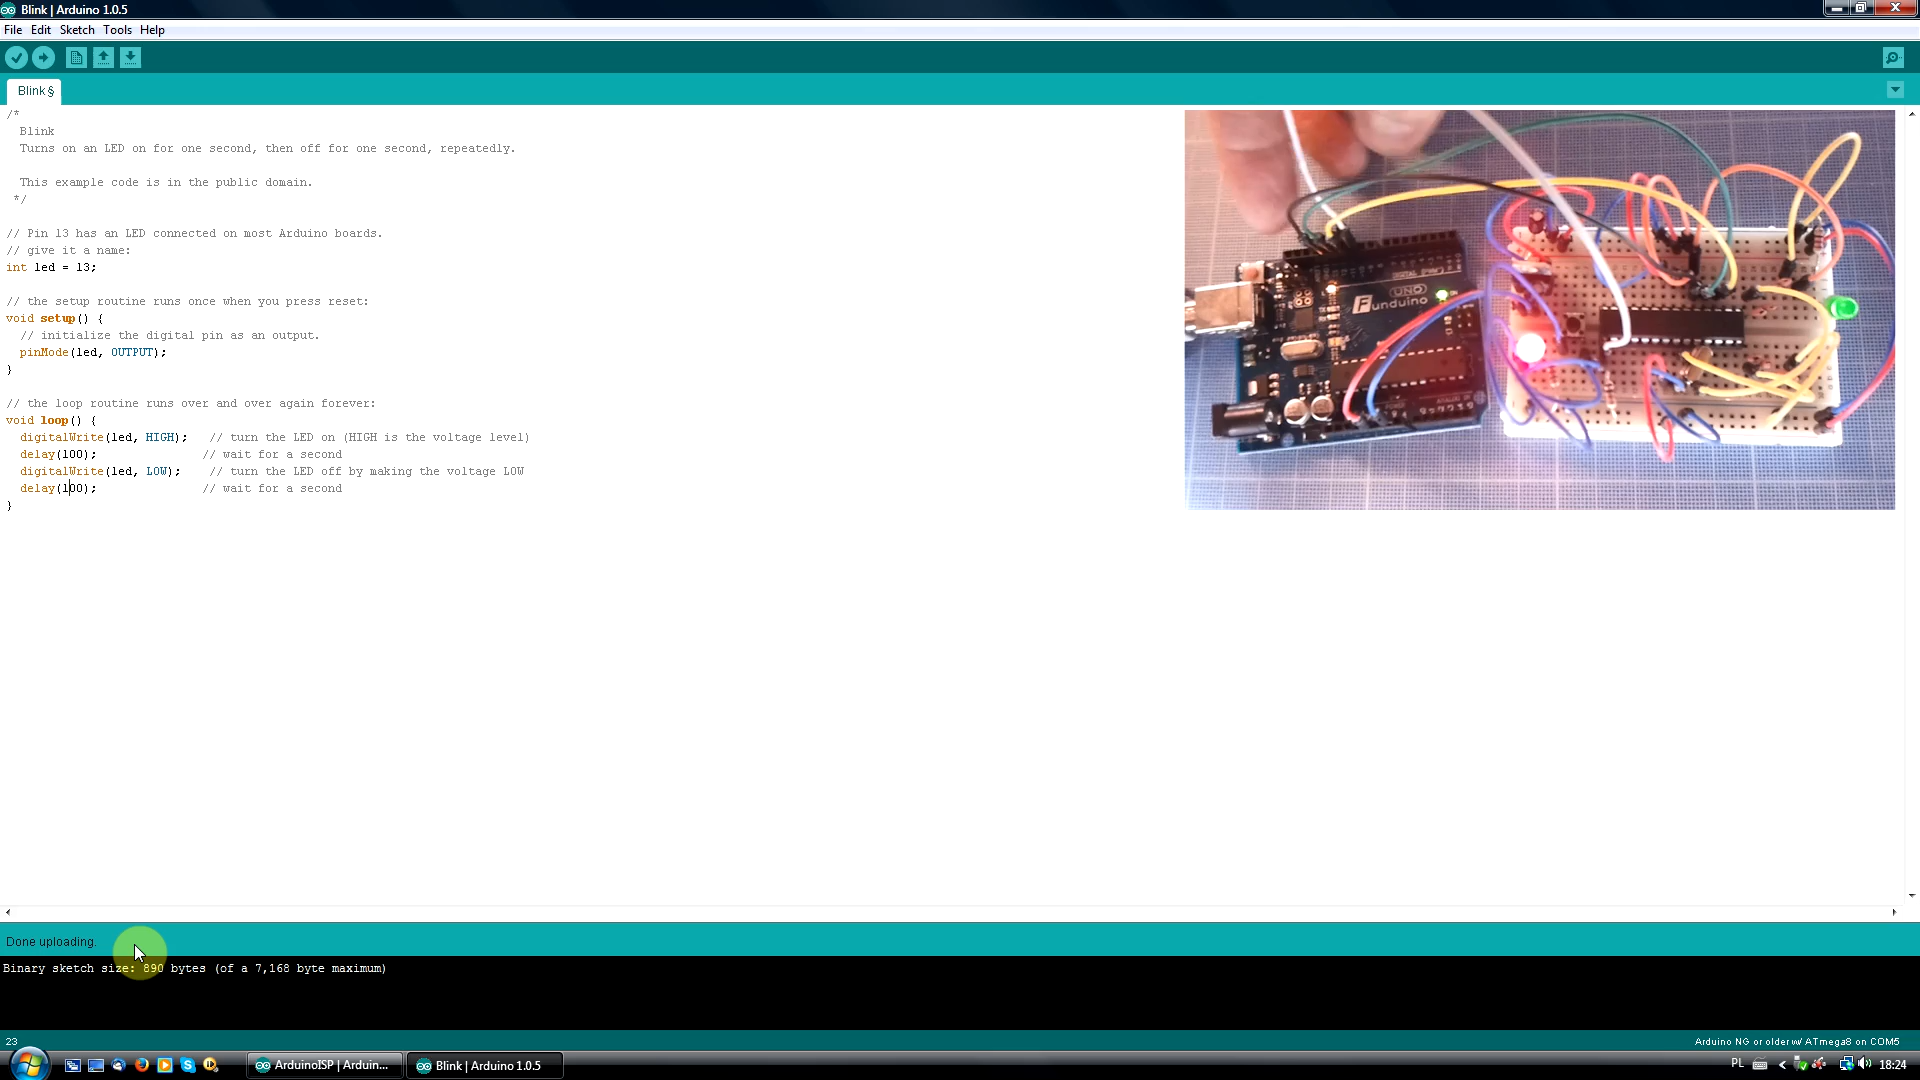 Blink | Arduino 1.0.5
File Edit Sketch Tools Help
Blink §
/*
Blink
Turns on an LED on for one second, then off for one second, repeatedly.
This example code is in the public domain.
*/
// Pin 13 has an LED connected on most Arduino boards.
// give it a name:
int led = 13;
// the setup routine runs once when you press reset:
void setup() {
// initialize the digital pin as an output.
pinMode(led, OUTPUT);
}
// the loop routine runs over and over again forever:
void loop() {
digitalWrite(led, HIGH);   // turn the LED on (HIGH is the voltage level)
delay(100);               // wait for a second
digitalWrite(led, LOW);    // turn the LED off by making the voltage LOW
delay(100);               // wait for a second
}
UNO
Funduino
Done uploading.
Binary sketch size: 890 bytes (of a 7,168 byte maximum)
23
Arduino NG or older w/ ATmega8 on COM5
ArduinoISP | Arduin...
Blink | Arduino 1.0.5
PL
18:24